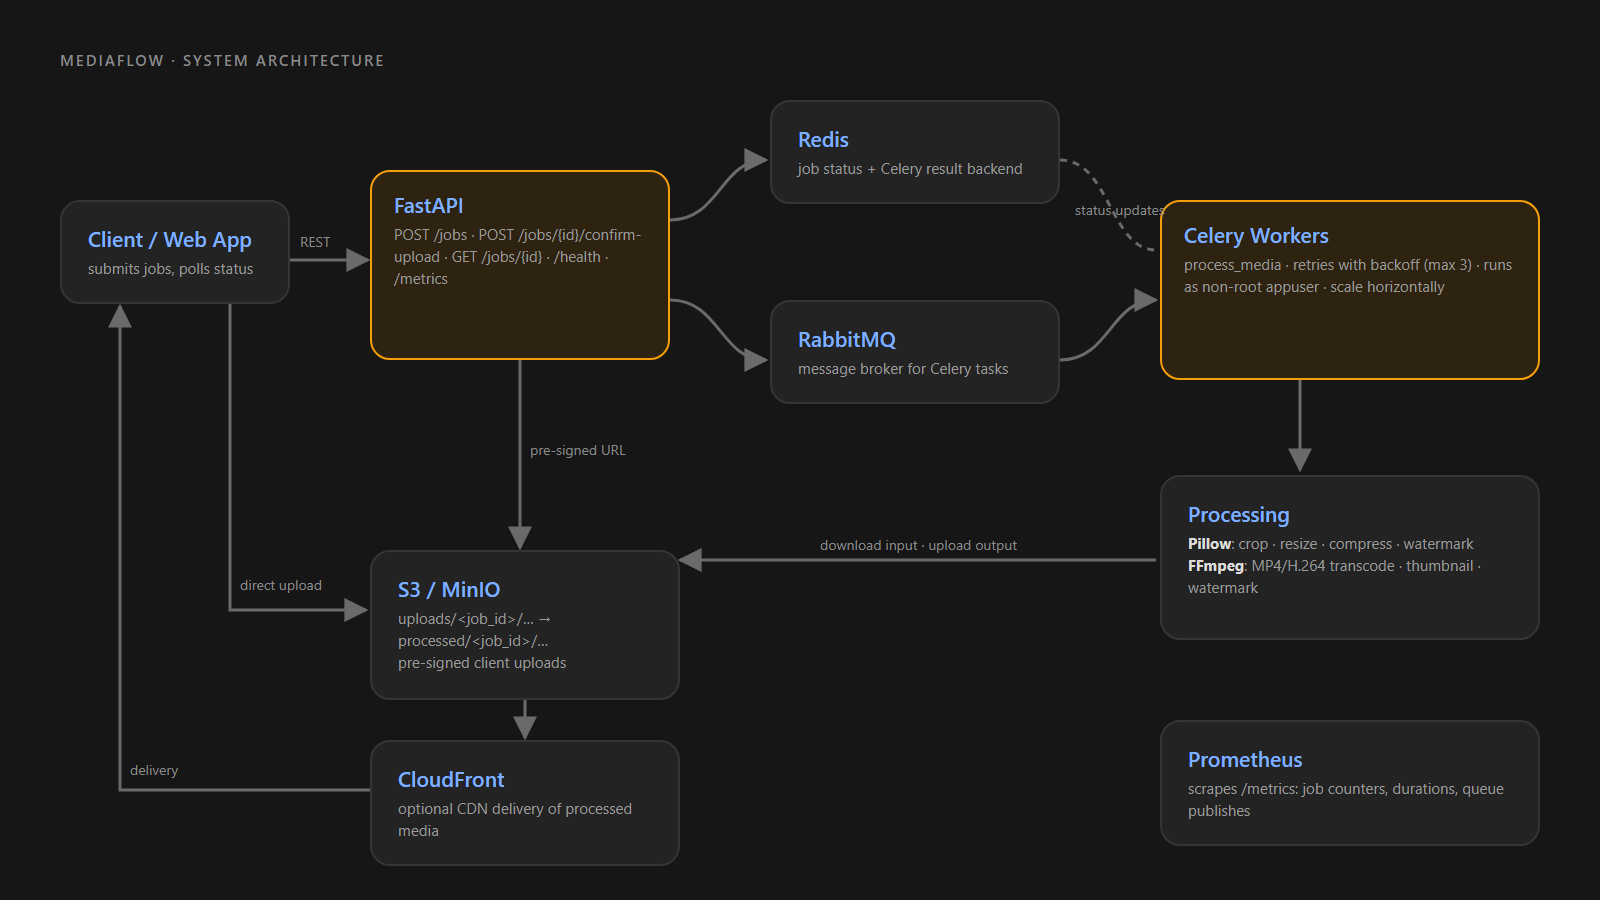 MEDIAFLOW · SYSTEM ARCHITECTURE
Client / Web App
submits jobs, polls status
REST
FastAPI
POST /jobs · POST /jobs/{id}/confirm-
upload · GET /jobs/{id} · /health ·
/metrics
Redis
job status + Celery result backend
status updates
RabbitMQ
message broker for Celery tasks
Celery Workers
process_media · retries with backoff (max 3) · runs
as non-root appuser · scale horizontally
pre-signed URL
direct upload
download input · upload output
S3 / MinIO
uploads/<job_id>/... →
processed/<job_id>/...
pre-signed client uploads
Processing
Pillow: crop · resize · compress · watermark
FFmpeg: MP4/H.264 transcode · thumbnail ·
watermark
delivery
CloudFront
optional CDN delivery of processed
media
Prometheus
scrapes /metrics: job counters, durations, queue
publishes